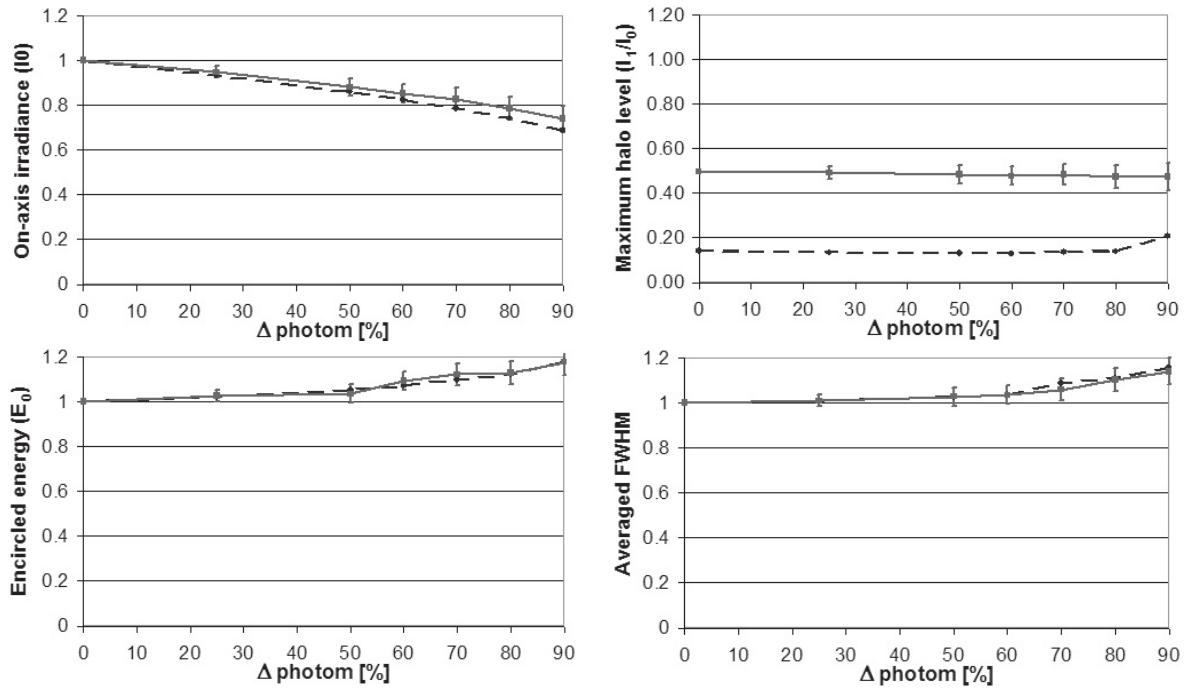 On-axis irradiance (I0)
1.2
1
0.8
0.6
0.4
0.2
0
0 10 20 30 40 50 60 70 80 90
Δ photom [%]
Maximum halo level (I₁/I₀)
1.20
1.00
0.80
0.60
0.40
0.20
0.00
0 10 20 30 40 50 60 70 80 90
Δ photom [%]
Encircled energy (E₀)
1.2
1
0.8
0.6
0.4
0.2
0
0 10 20 30 40 50 60 70 80 90
Δ photom [%]
Averaged FWHM
1.2
1
0.8
0.6
0.4
0.2
0
0 10 20 30 40 50 60 70 80 90
Δ photom [%]